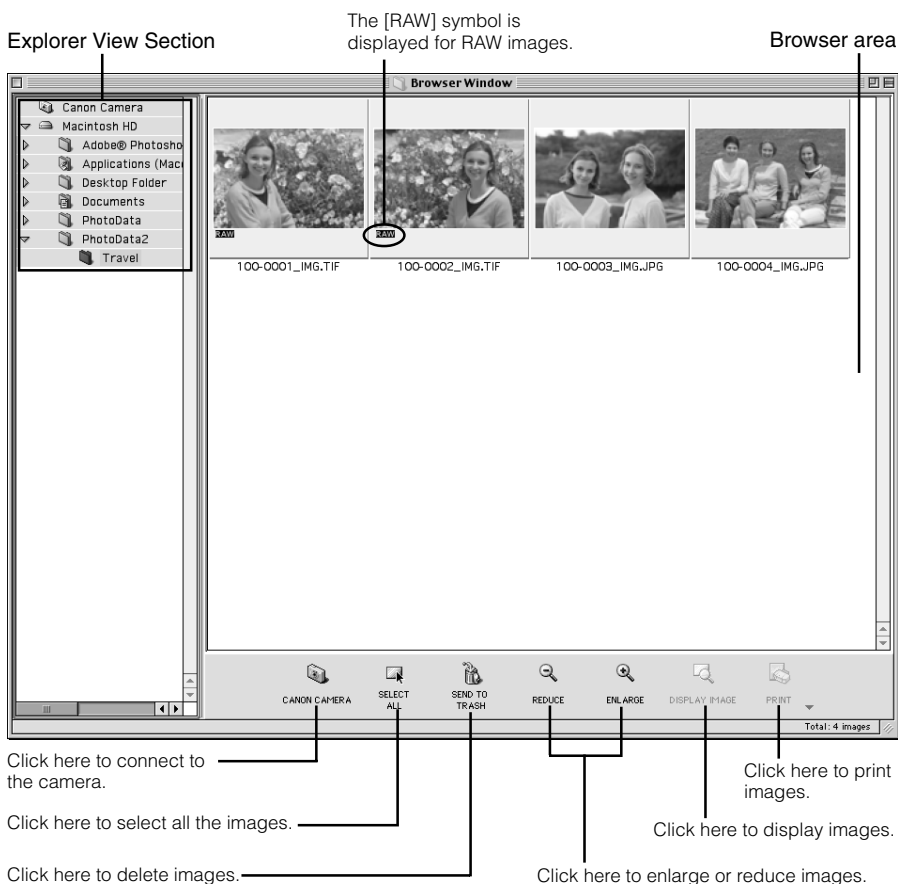 The [RAW] symbol is
displayed for RAW images.
Explorer View Section
Browser area
Browser Window
Canon Camera
Macintosh HD
Adobe® Photosho
Applications (Mac
Desktop Folder
Documents
PhotoData
PhotoData2
Travel
RAW
RAW
100-0001_IMG.TIF
100-0002_IMG.TIF
100-0003_IMG.JPG
100-0004_IMG.JPG
CANON CAMERA
SELECT
ALL
SEND TO
TRASH
REDUCE
ENLARGE
DISPLAY IMAGE
PRINT
Total: 4 images
Click here to connect to
the camera.
Click here to print
images.
Click here to select all the images.
Click here to display images.
Click here to delete images.
Click here to enlarge or reduce images.